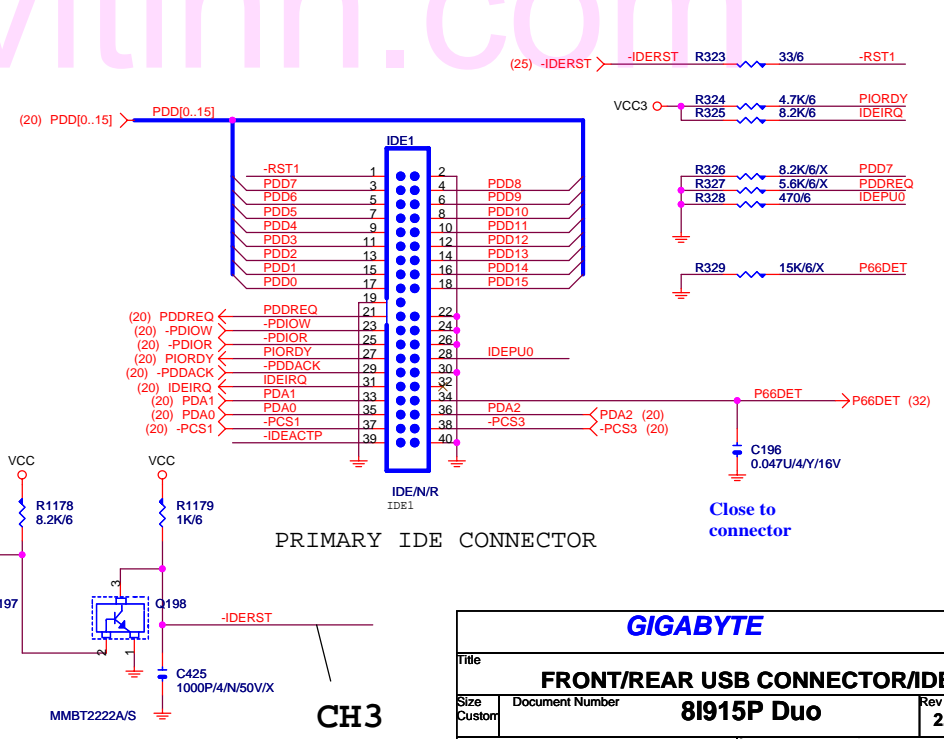 vitinh.com
(25) -IDERST -IDERST R323 33/6 -RST1
VCC3 R324 4.7K/6 PIORDY
R325 8.2K/6 IDEIRQ
(20) PDD[0..15] PDD[0..15]
IDE1
-RST1 1 2
PDD7 3 4 PDD8
PDD6 5 6 PDD9
PDD5 7 8 PDD10
PDD4 9 10 PDD11
PDD3 11 12 PDD12
PDD2 13 14 PDD13
PDD1 15 16 PDD14
PDD0 17 18 PDD15
19
(20) PDDREQ PDDREQ 21 22
(20) -PDIOW -PDIOW 23 24
(20) -PDIOR -PDIOR 25 26
(20) PIORDY PIORDY 27 28 IDEPU0
(20) -PDDACK -PDDACK 29 30
(20) IDEIRQ IDEIRQ 31 32
(20) PDA1 PDA1 33 34 P66DET P66DET (32)
(20) PDA0 PDA0 35 36 PDA2 PDA2 (20)
(20) -PCS1 -PCS1 37 38 -PCS3 -PCS3 (20)
-IDEACTP 39 40
R326 8.2K/6/X PDD7
R327 5.6K/6/X PDDREQ
R328 470/6 IDEPU0
R329 15K/6/X P66DET
C196
0.047U/4/Y/16V
Close to
connector
IDE/N/R
IDE1
PRIMARY IDE CONNECTOR
VCC VCC
R1178
8.2K/6
R1179
1K/6
197
3
Q198
2 1
-IDERST
C425
1000P/4/N/50V/X
MMBT2222A/S
CH3
GIGABYTE
Title
FRONT/REAR USB CONNECTOR/IDE
Size
Custom
Document Number
8I915P Duo
Rev
2